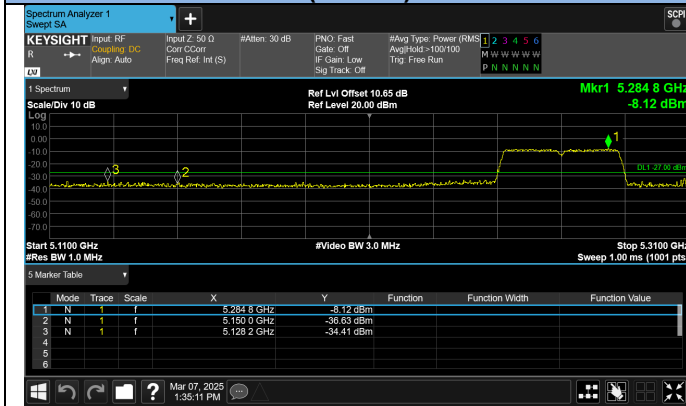 Spectrum Analyzer 1
Swept SA
+
SCPI
KEYSIGHT
R
LXI
Input: RF
Coupling: DC
Align: Auto
Input Z: 50 Ω
Corr CCorr
Freq Ref: Int (S)
#Atten: 30 dB
PNO: Fast
Gate: Off
IF Gain: Low
Sig Track: Off
#Avg Type: Power (RMS
Avg|Hold:>100/100
Trig: Free Run
1 2 3 4 5 6
M W W W W W
P N N N N N
1 Spectrum
Scale/Div 10 dB
Ref Lvl Offset 10.65 dB
Ref Level 20.00 dBm
Mkr1 5.284 8 GHz
-8.12 dBm
Log
10.0
0.00
-10.0
-20.0
-30.0
-40.0
-50.0
-60.0
-70.0
1
2
3
DL1 -27.00 dBm
Start 5.1100 GHz
#Res BW 1.0 MHz
#Video BW 3.0 MHz
Stop 5.3100 GHz
Sweep 1.00 ms (1001 pts
5 Marker Table
Mode Trace Scale X Y Function Function Width Function Value
1 N 1 f 5.284 8 GHz -8.12 dBm
2 N 1 f 5.150 0 GHz -36.63 dBm
3 N 1 f 5.128 2 GHz -34.41 dBm
4
5
6
?
Mar 07, 2025
1:35:11 PM